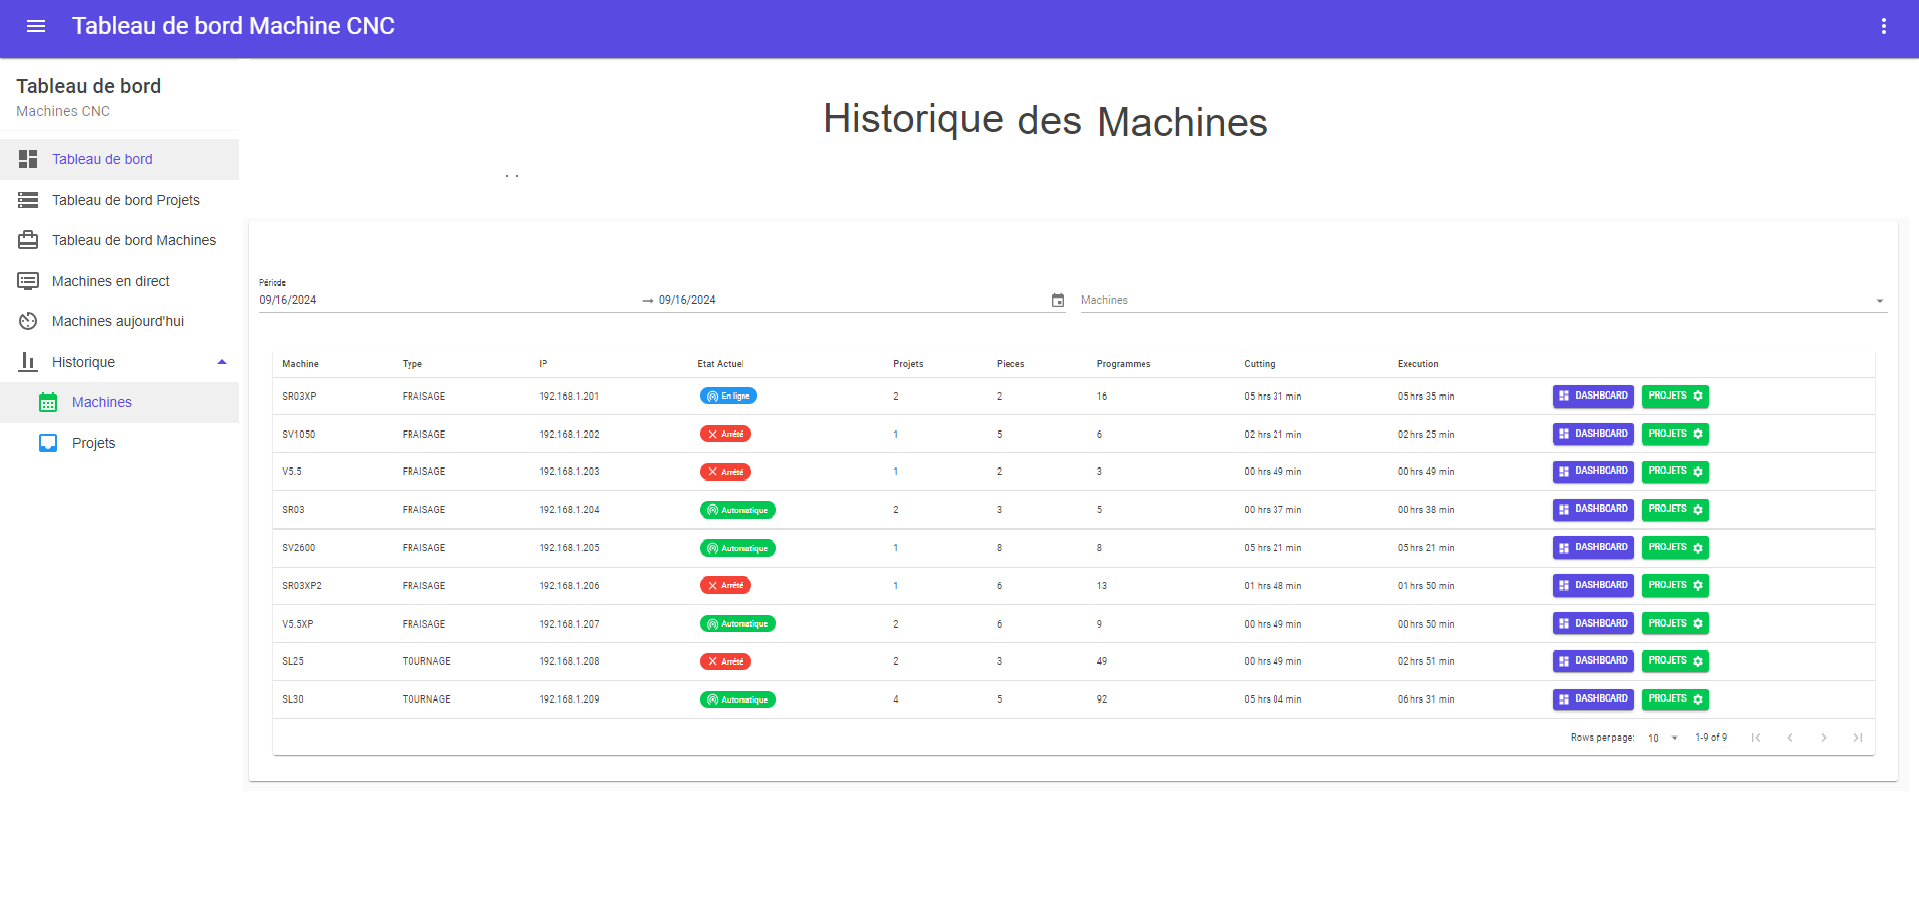 Tableau de bord Machine CNC
Tableau de bord
Machines CNC
Tableau de bord
Tableau de bord Projets
Tableau de bord Machines
Machines en direct
Machines aujourd'hui
Historique
Machines
Projets
Historique des Machines
. .
Période
09/16/2024 → 09/16/2024 Machines
Machine Type IP Etat Actuel Projets Pieces Programmes Cutting Execution
SR03XP FRAISAGE 192.168.1.201 En ligne 2 2 16 05 hrs 31 min 05 hrs 35 min DASHBOARD PROJETS
SV1050 FRAISAGE 192.168.1.202 Arrêté 1 5 6 02 hrs 21 min 02 hrs 25 min DASHBOARD PROJETS
V5.5 FRAISAGE 192.168.1.203 Arrêté 1 2 3 00 hrs 49 min 00 hrs 49 min DASHBOARD PROJETS
SR03 FRAISAGE 192.168.1.204 Automatique 2 3 5 00 hrs 37 min 00 hrs 38 min DASHBOARD PROJETS
SV2600 FRAISAGE 192.168.1.205 Automatique 1 8 8 05 hrs 21 min 05 hrs 21 min DASHBOARD PROJETS
SR03XP2 FRAISAGE 192.168.1.206 Arrêté 1 6 13 01 hrs 48 min 01 hrs 50 min DASHBOARD PROJETS
V5.5XP FRAISAGE 192.168.1.207 Automatique 2 6 9 00 hrs 49 min 00 hrs 50 min DASHBOARD PROJETS
SL25 TOURNAGE 192.168.1.208 Arrêté 2 3 49 00 hrs 49 min 02 hrs 51 min DASHBOARD PROJETS
SL30 TOURNAGE 192.168.1.209 Automatique 4 5 92 05 hrs 04 min 06 hrs 31 min DASHBOARD PROJETS
Rows per page: 10 1-9 of 9